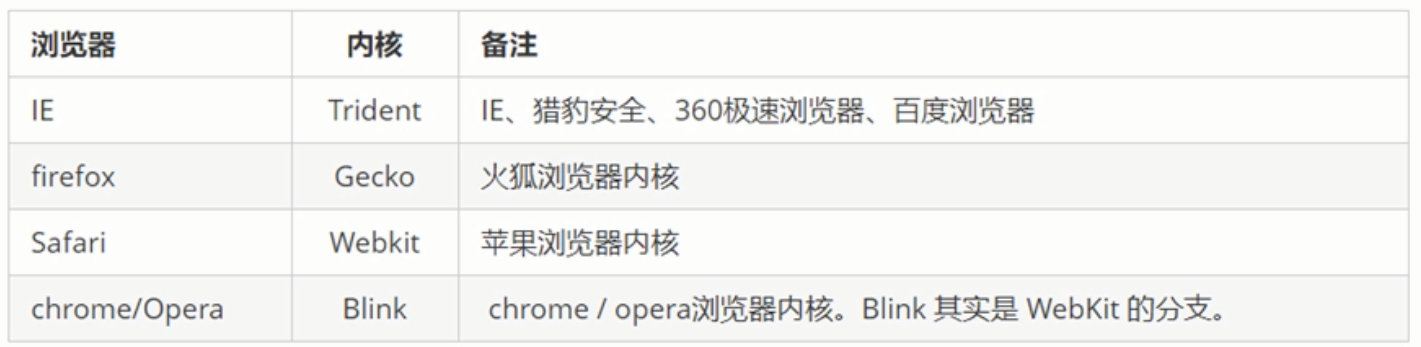 浏览器 内核 备注
IE Trident IE、猎豹安全、360极速浏览器、百度浏览器
firefox Gecko 火狐浏览器内核
Safari Webkit 苹果浏览器内核
chrome/Opera Blink chrome / opera浏览器内核。Blink 其实是 WebKit 的分支。